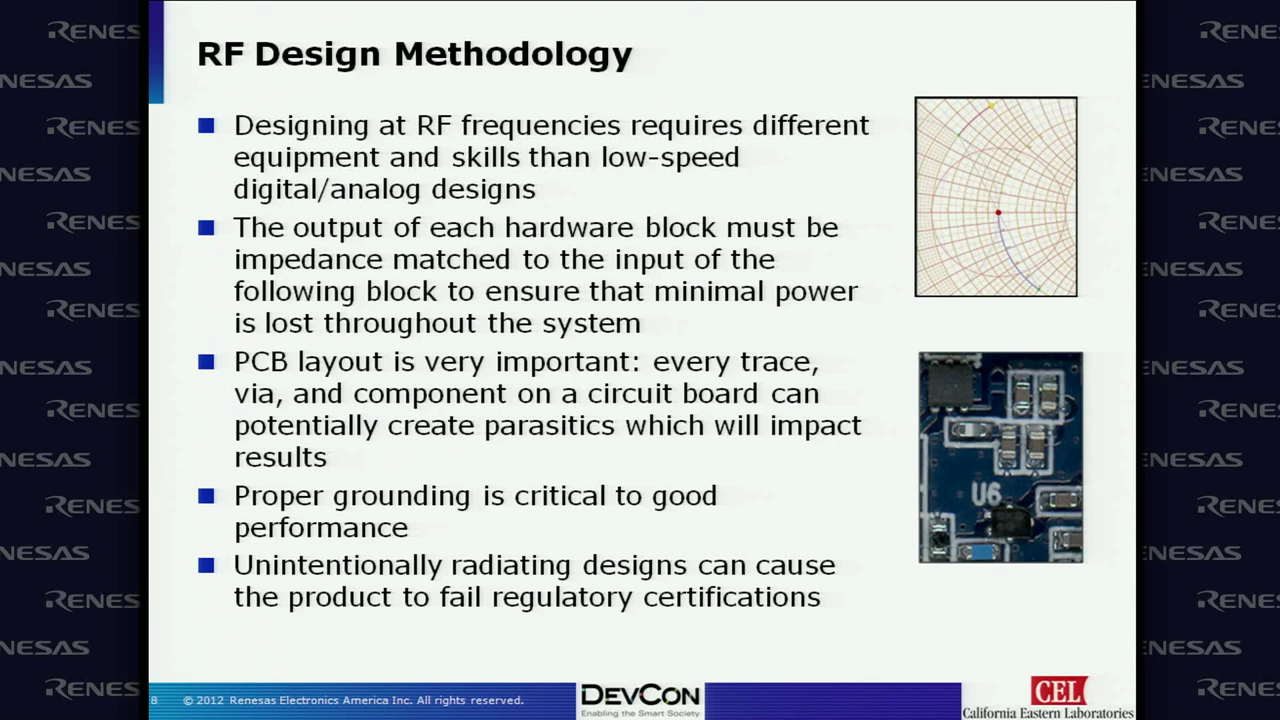 RF Design Methodology
Designing at RF frequencies requires different
equipment and skills than low-speed
digital/analog designs
The output of each hardware block must be
impedance matched to the input of the
following block to ensure that minimal power
is lost throughout the system
PCB layout is very important: every trace,
via, and component on a circuit board can
potentially create parasitics which will impact
results
Proper grounding is critical to good
performance
Unintentionally radiating designs can cause
the product to fail regulatory certifications
U6
8
© 2012 Renesas Electronics America Inc. All rights reserved.
DEVCON
Enabling the Smart Society
CEL
California Eastern Laboratories
RENESAS